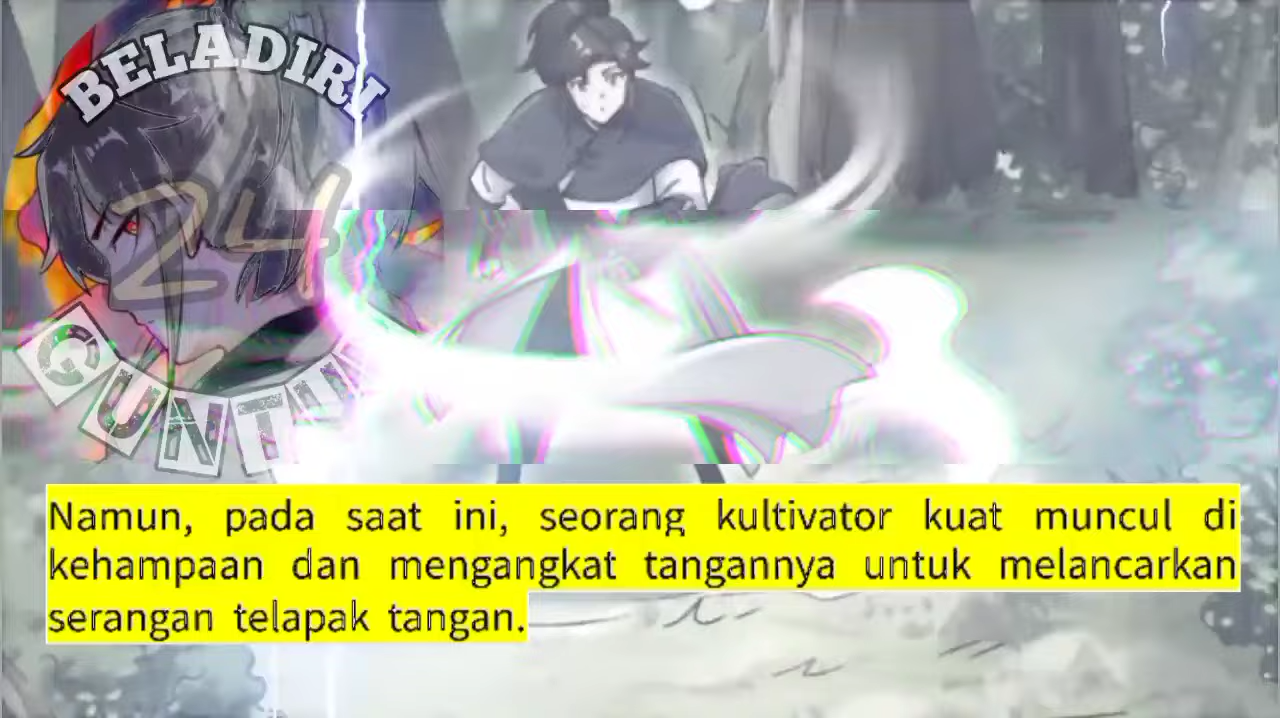 BELADIRI
24
Namun, pada saat ini, seorang kultivator kuat muncul di
kehampaan dan mengangkat tangannya untuk melancarkan
serangan telapak tangan.